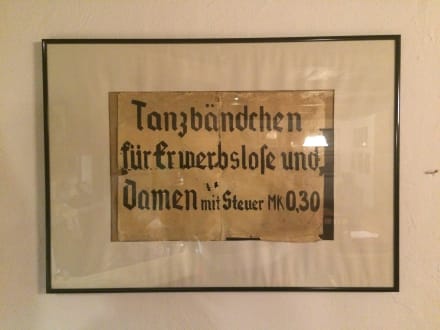 Tanzbändchen
für Erwerbslose und
Damen mit Steuer MK 0,30